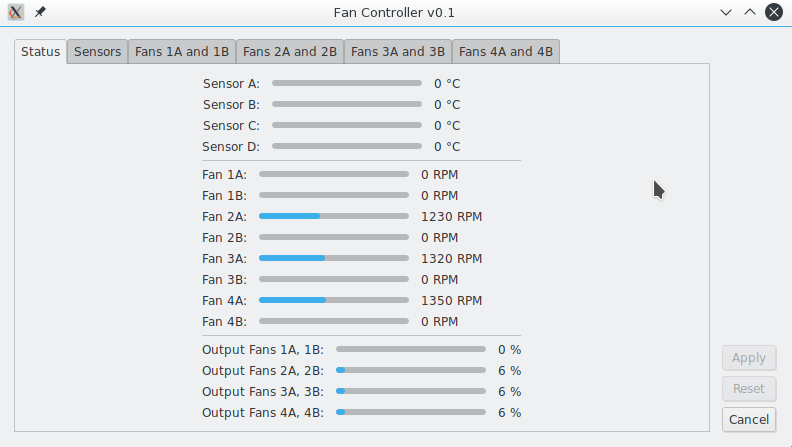 Fan Controller v0.1
Status Sensors Fans 1A and 1B Fans 2A and 2B Fans 3A and 3B Fans 4A and 4B
Sensor A: 0 °C
Sensor B: 0 °C
Sensor C: 0 °C
Sensor D: 0 °C
Fan 1A: 0 RPM
Fan 1B: 0 RPM
Fan 2A: 1230 RPM
Fan 2B: 0 RPM
Fan 3A: 1320 RPM
Fan 3B: 0 RPM
Fan 4A: 1350 RPM
Fan 4B: 0 RPM
Output Fans 1A, 1B: 0 %
Output Fans 2A, 2B: 6 %
Output Fans 3A, 3B: 6 %
Output Fans 4A, 4B: 6 %
Apply
Reset
Cancel